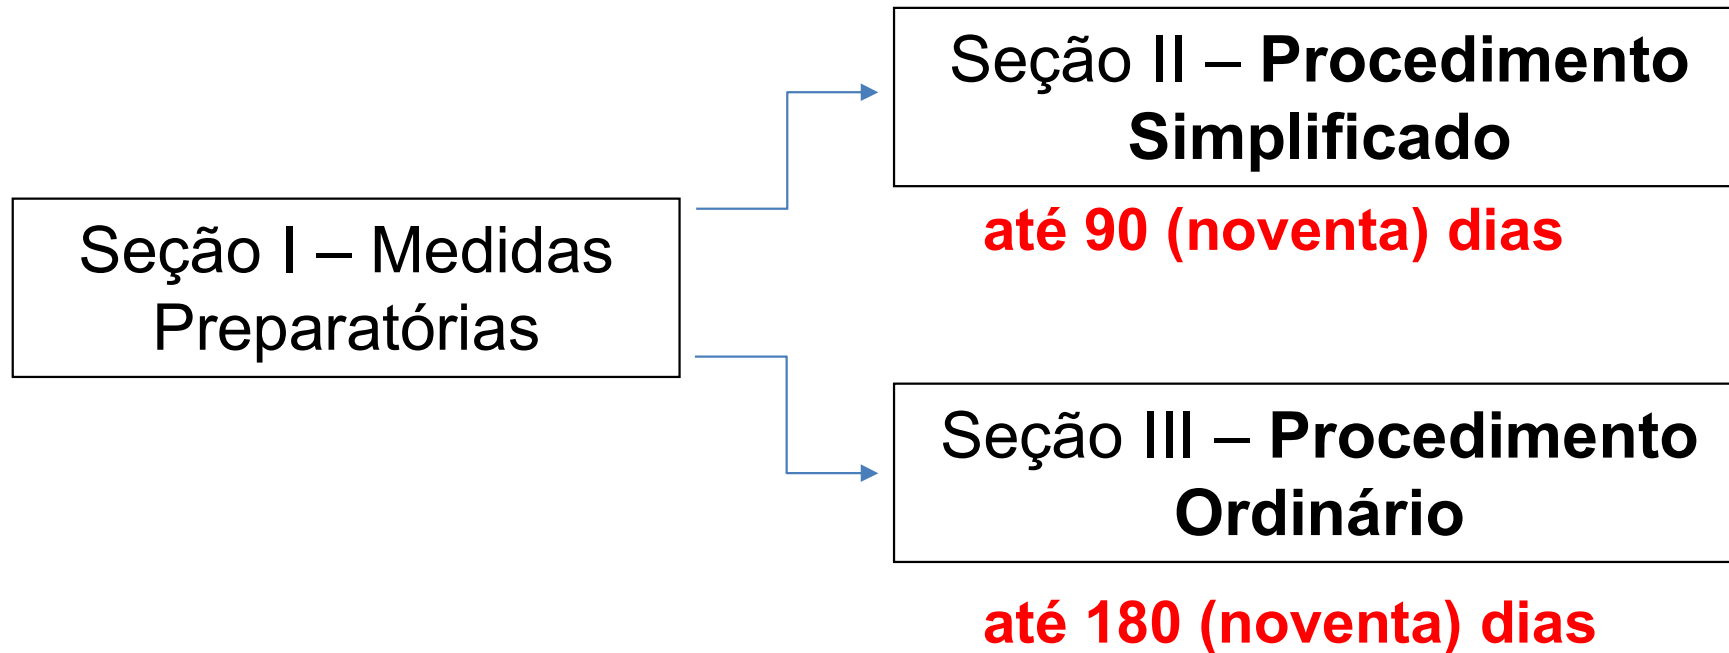 Seção I – Medidas
Preparatórias
Seção II – Procedimento
Simplificado
até 90 (noventa) dias
Seção III – Procedimento
Ordinário
até 180 (noventa) dias